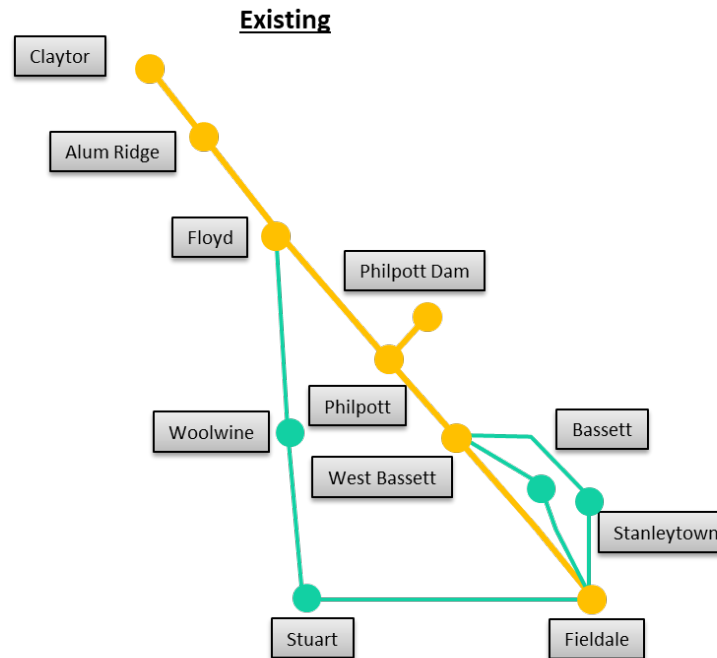 Existing
Claytor
Alum Ridge
Floyd
Philpott Dam
Philpott
Woolwine
Bassett
West Bassett
Stanleytown
Stuart
Fieldale